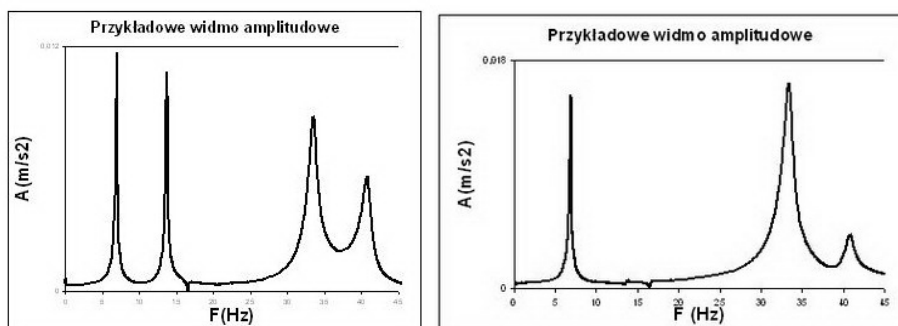 Przykładowe widmo amplitudowe
0,012
A (m/s2)
0
0 5 10 15 20 25 30 35 40 45
F(Hz)
Przykładowe widmo amplitudowe
0,018
A (m/s2)
0
0 5 10 15 20 25 30 35 40 45
F (Hz)